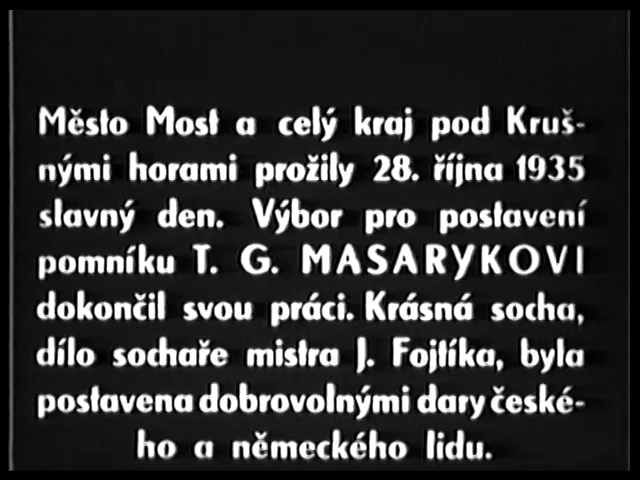 Město Most a celý kraj pod Kruš-
nými horami prožily 28. října 1935
slavný den. Výbor pro postavení
pomníku T. G. MASARYKOVI
dokončil svou práci. Krásná socha,
dílo sochaře mistra J. Fojtíka, byla
postavena dobrovolnými dary české-
ho a německého lidu.